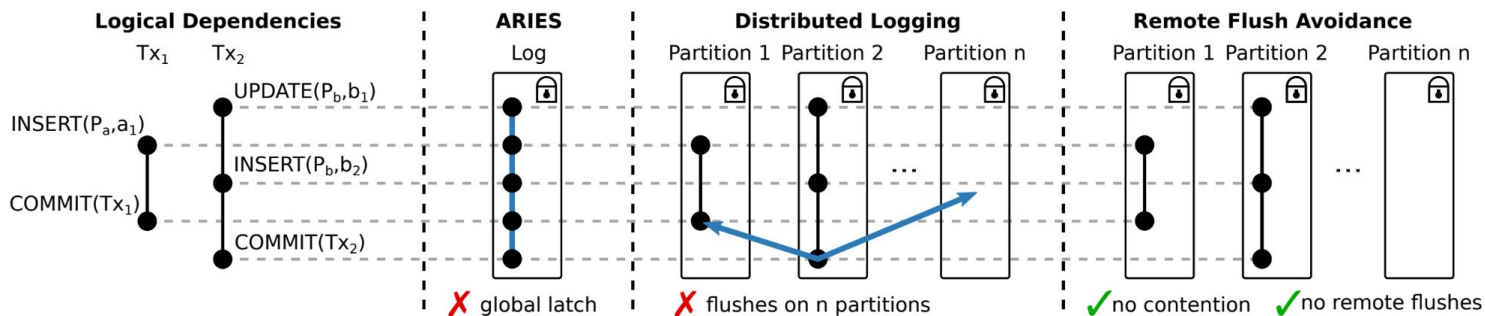 Logical Dependencies
Tx₁
Tx₂
UPDATE(Pb,b₁)
INSERT(Pa,a₁)
INSERT(Pb,b₂)
COMMIT(Tx₁)
COMMIT(Tx₂)
ARIES
Log
✗ global latch
Distributed Logging
Partition 1
Partition 2
Partition n
...
✗ flushes on n partitions
Remote Flush Avoidance
Partition 1
Partition 2
Partition n
...
✓ no contention
✓ no remote flushes